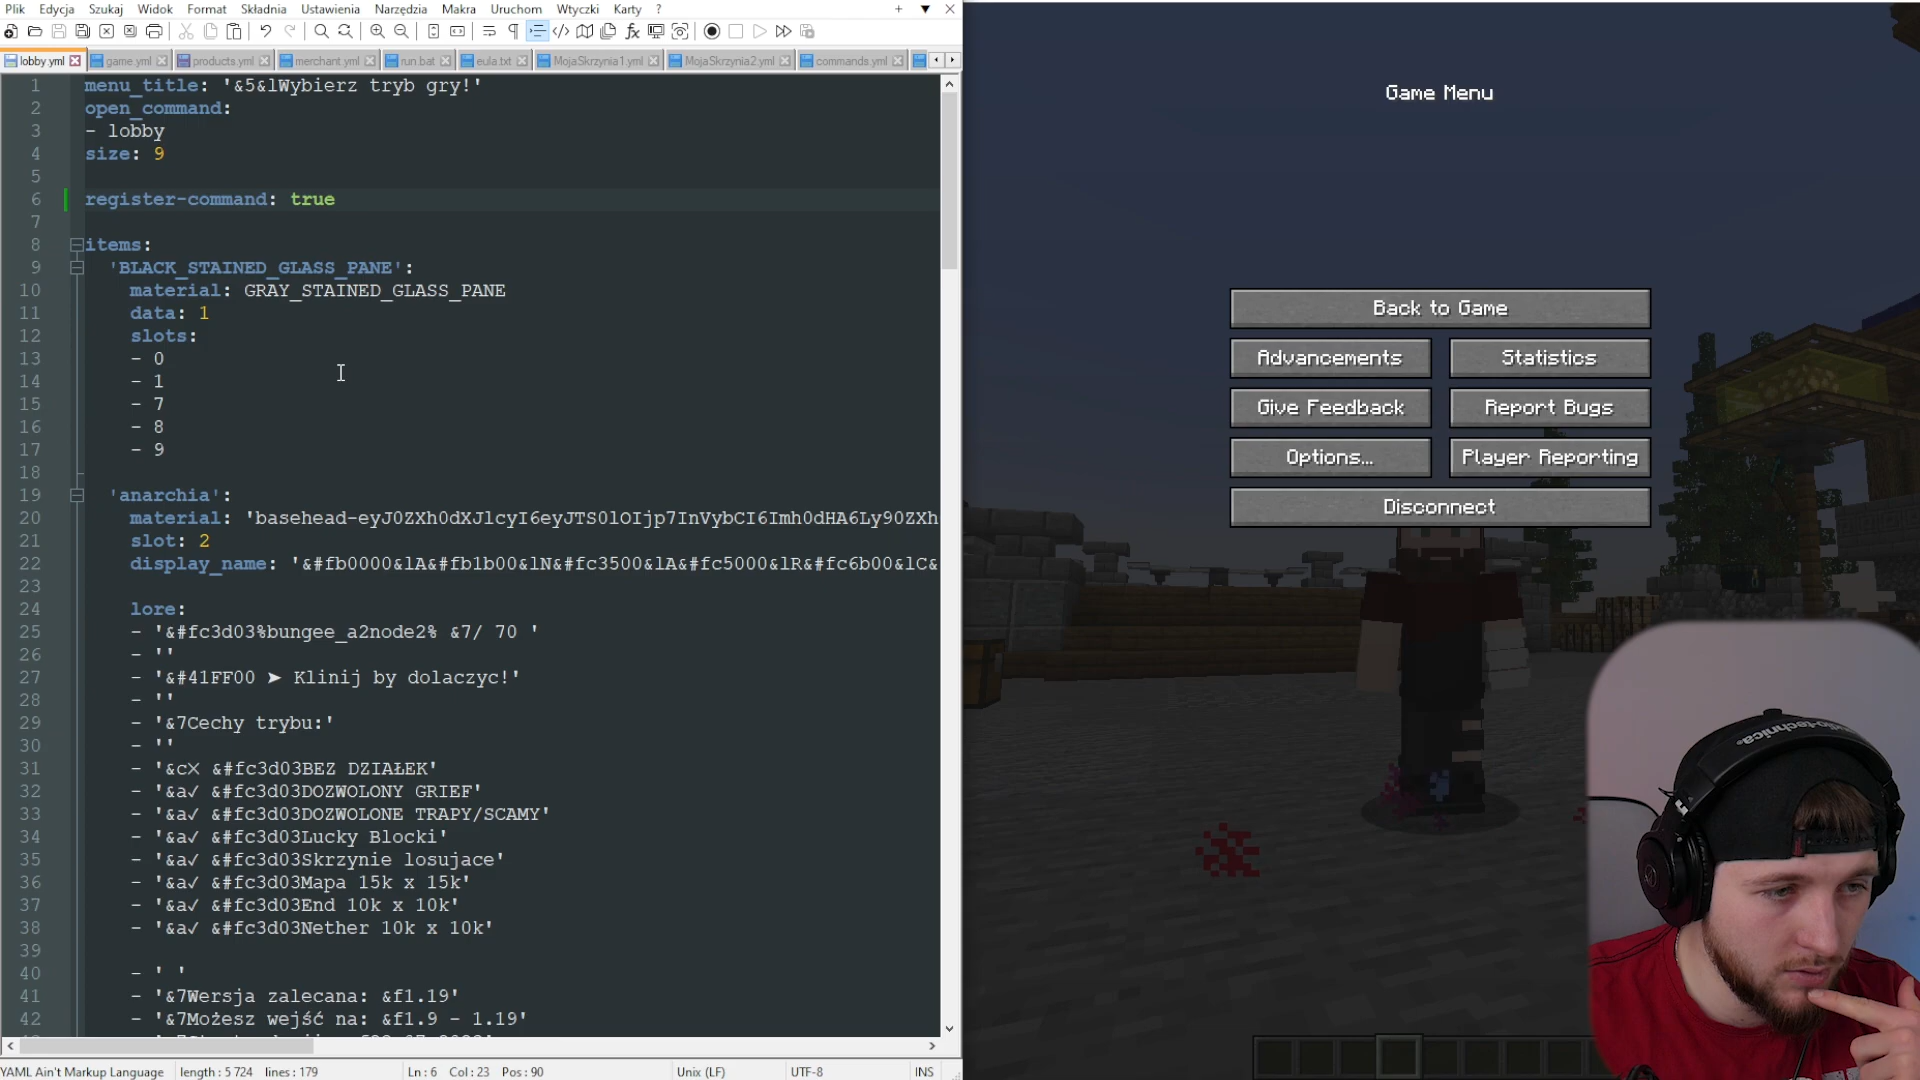 Plik Edycja Szukaj Widok Format Składnia Ustawienia Narzędzia Makra Uruchom Wtyczki Karty ?
lobby.yml game.yml products.yml merchant.yml run.bat eula.txt MojaSkrzynia1.yml MojaSkrzynia2.yml commands.yml
1 menu_title: '&5&lWybierz tryb gry!'
2 open_command:
3 - lobby
4 size: 9
5
6 register-command: true
7
8 items:
9 'BLACK_STAINED_GLASS_PANE':
10 material: GRAY_STAINED_GLASS_PANE
11 data: 1
12 slots:
13 - 0
14 - 1
15 - 7
16 - 8
17 - 9
18
19 'anarchia':
20 material: 'basehead-eyJ0ZXh0dXJlcyI6eyJTS0lOIjp7InVybCI6Imh0dHA6Ly90ZXh
21 slot: 2
22 display_name: '&#fb0000&lA&#fb1b00&lN&#fc3500&lA&#fc5000&lR&#fc6b00&lC&
23
24 lore:
25 - '&#fc3d03%bungee_a2node2% &7/ 70 '
26 - ''
27 - '&#41FF00 ➤ Klinij by dolaczyc!'
28 - ''
29 - '&7Cechy trybu:'
30 - ''
31 - '&c✕ &#fc3d03BEZ DZIAŁEK'
32 - '&a✓ &#fc3d03DOZWOLONY GRIEF'
33 - '&a✓ &#fc3d03DOZWOLONE TRAPY/SCAMY'
34 - '&a✓ &#fc3d03Lucky Blocki'
35 - '&a✓ &#fc3d03Skrzynie losujace'
36 - '&a✓ &#fc3d03Mapa 15k x 15k'
37 - '&a✓ &#fc3d03End 10k x 10k'
38 - '&a✓ &#fc3d03Nether 10k x 10k'
39
40 - ' '
41 - '&7Wersja zalecana: &f1.19'
42 - '&7Możesz wejść na: &f1.9 - 1.19'
YAML Ain't Markup Language length : 5 724 lines : 179 Ln : 6 Col : 23 Pos : 90 Unix (LF) UTF-8 INS
Game Menu
Back to Game
Advancements Statistics
Give Feedback Report Bugs
Options... Player Reporting
Disconnect